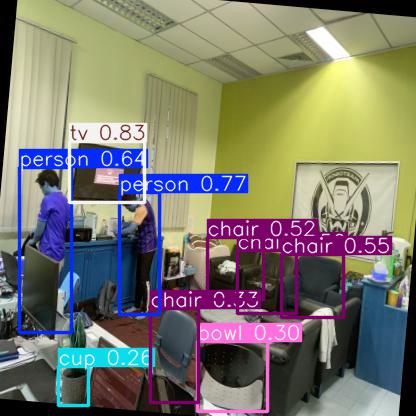 tv 0.83
person 0.64
person 0.77
chair 0.52
chair 0.55
chair 0.33
bowl 0.30
cup 0.26